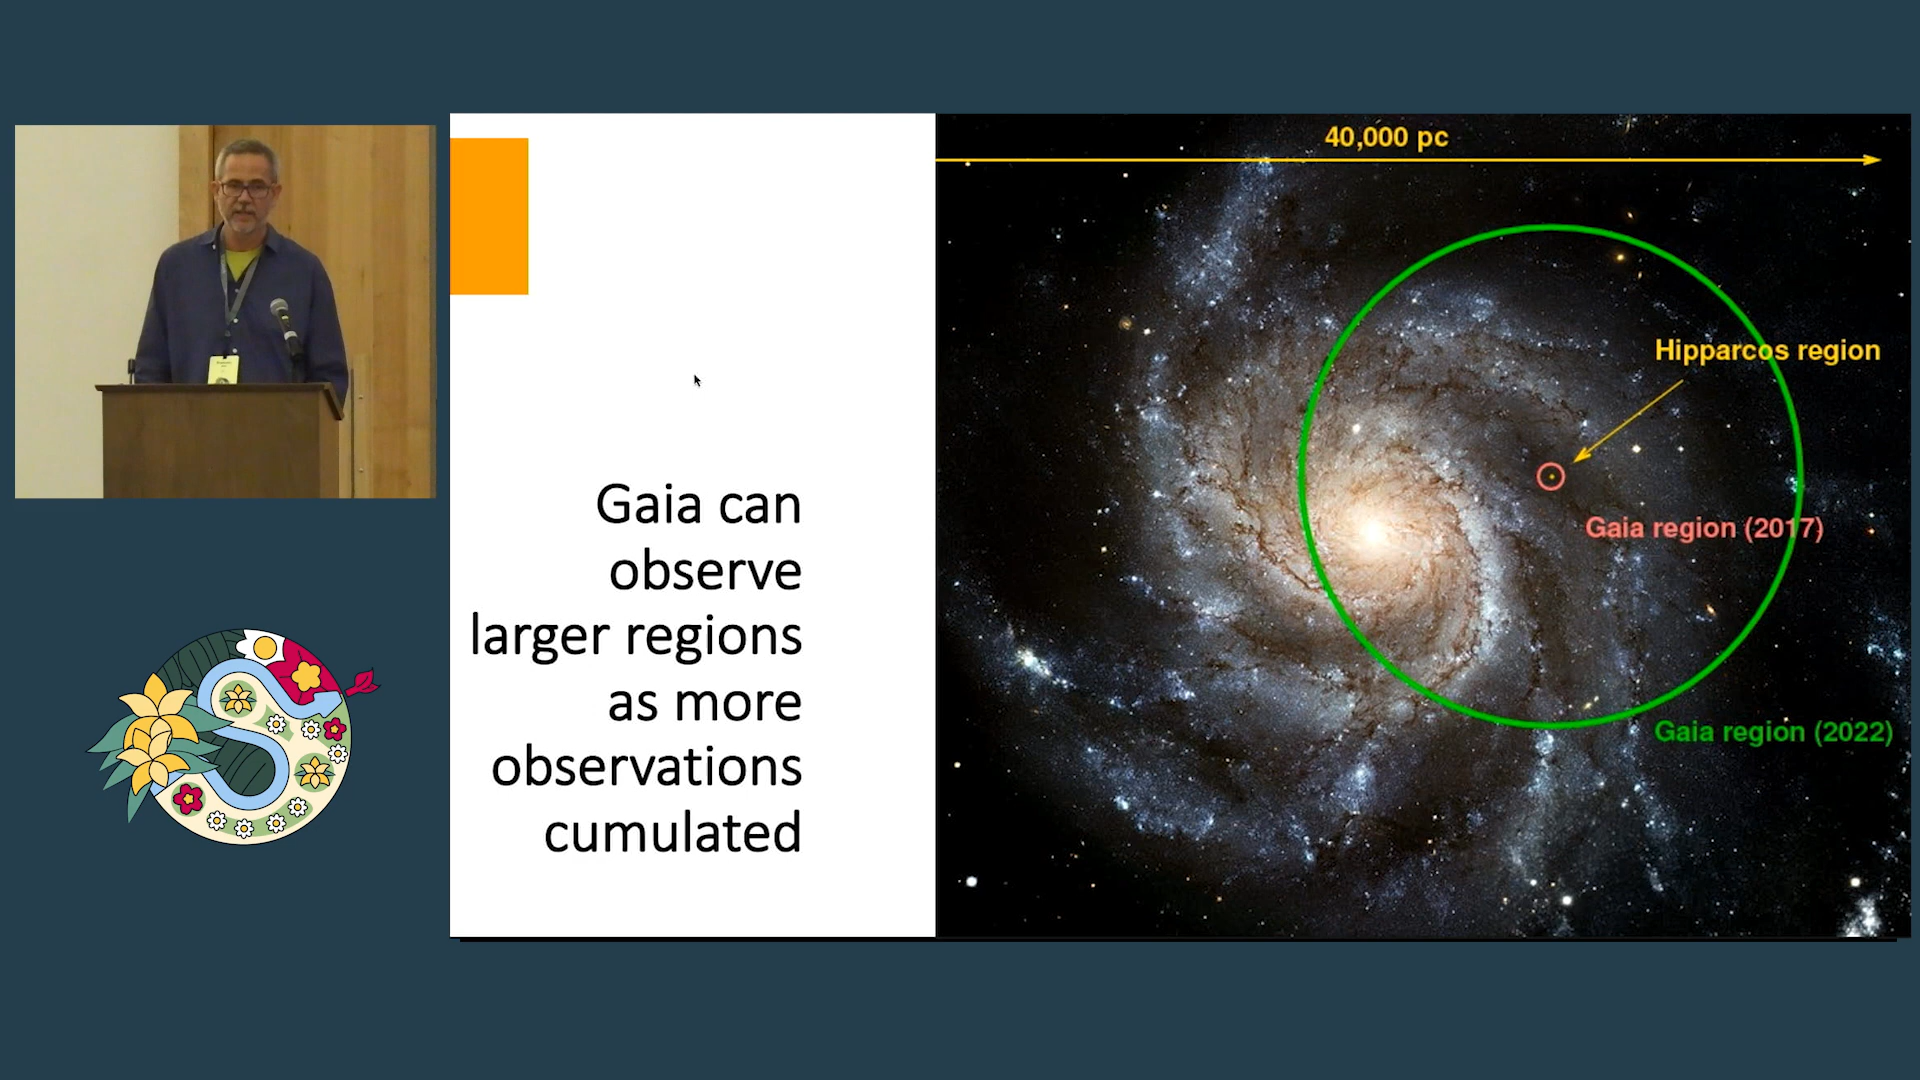 Gaia can
observe
larger regions
as more
observations
cumulated
40,000 pc
Hipparcos region
Gaia region (2017)
Gaia region (2022)